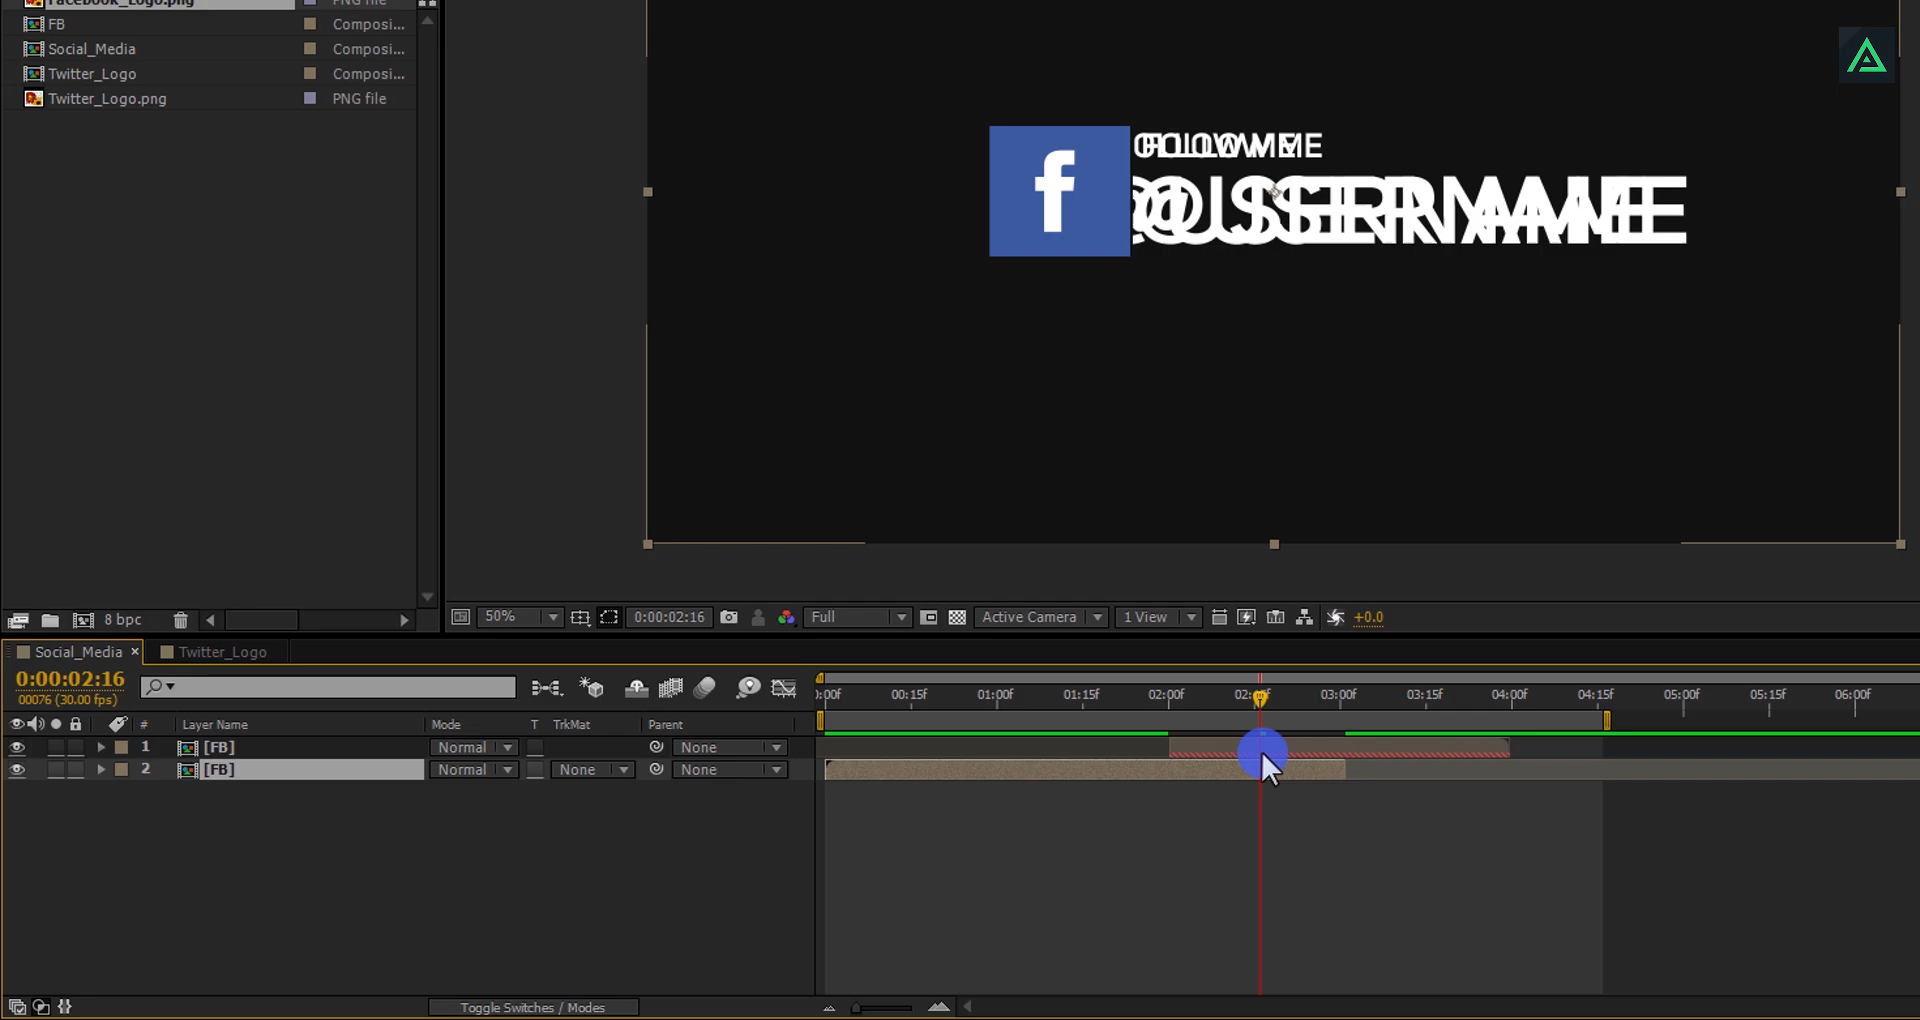 Facebook_Logo.png PNG file
FB Composi...
Social_Media Composi...
Twitter_Logo Composi...
Twitter_Logo.png PNG file
f
FOLLOW ME
@USERNAME
8 bpc
50% 0:00:02:16 Full Active Camera 1 View +0.0
Social_Media × Twitter_Logo
0:00:02:16
00076 (30.00 fps)
):00f 00:15f 01:00f 01:15f 02:00f 03:00f 03:15f 04:00f 04:15f 05:00f 05:15f 06:00f
# Layer Name Mode T TrkMat Parent
1 [FB] Normal None
2 [FB] Normal None None
Toggle Switches / Modes